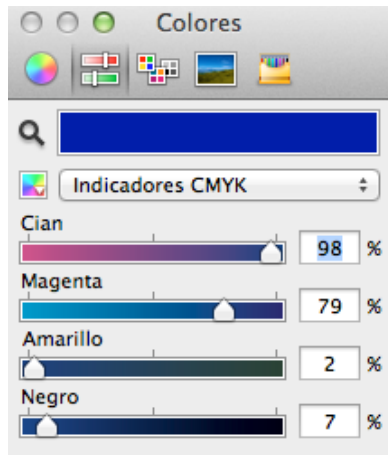 Colores
Indicadores CMYK
Cian
98 %
Magenta
79 %
Amarillo
2 %
Negro
7 %